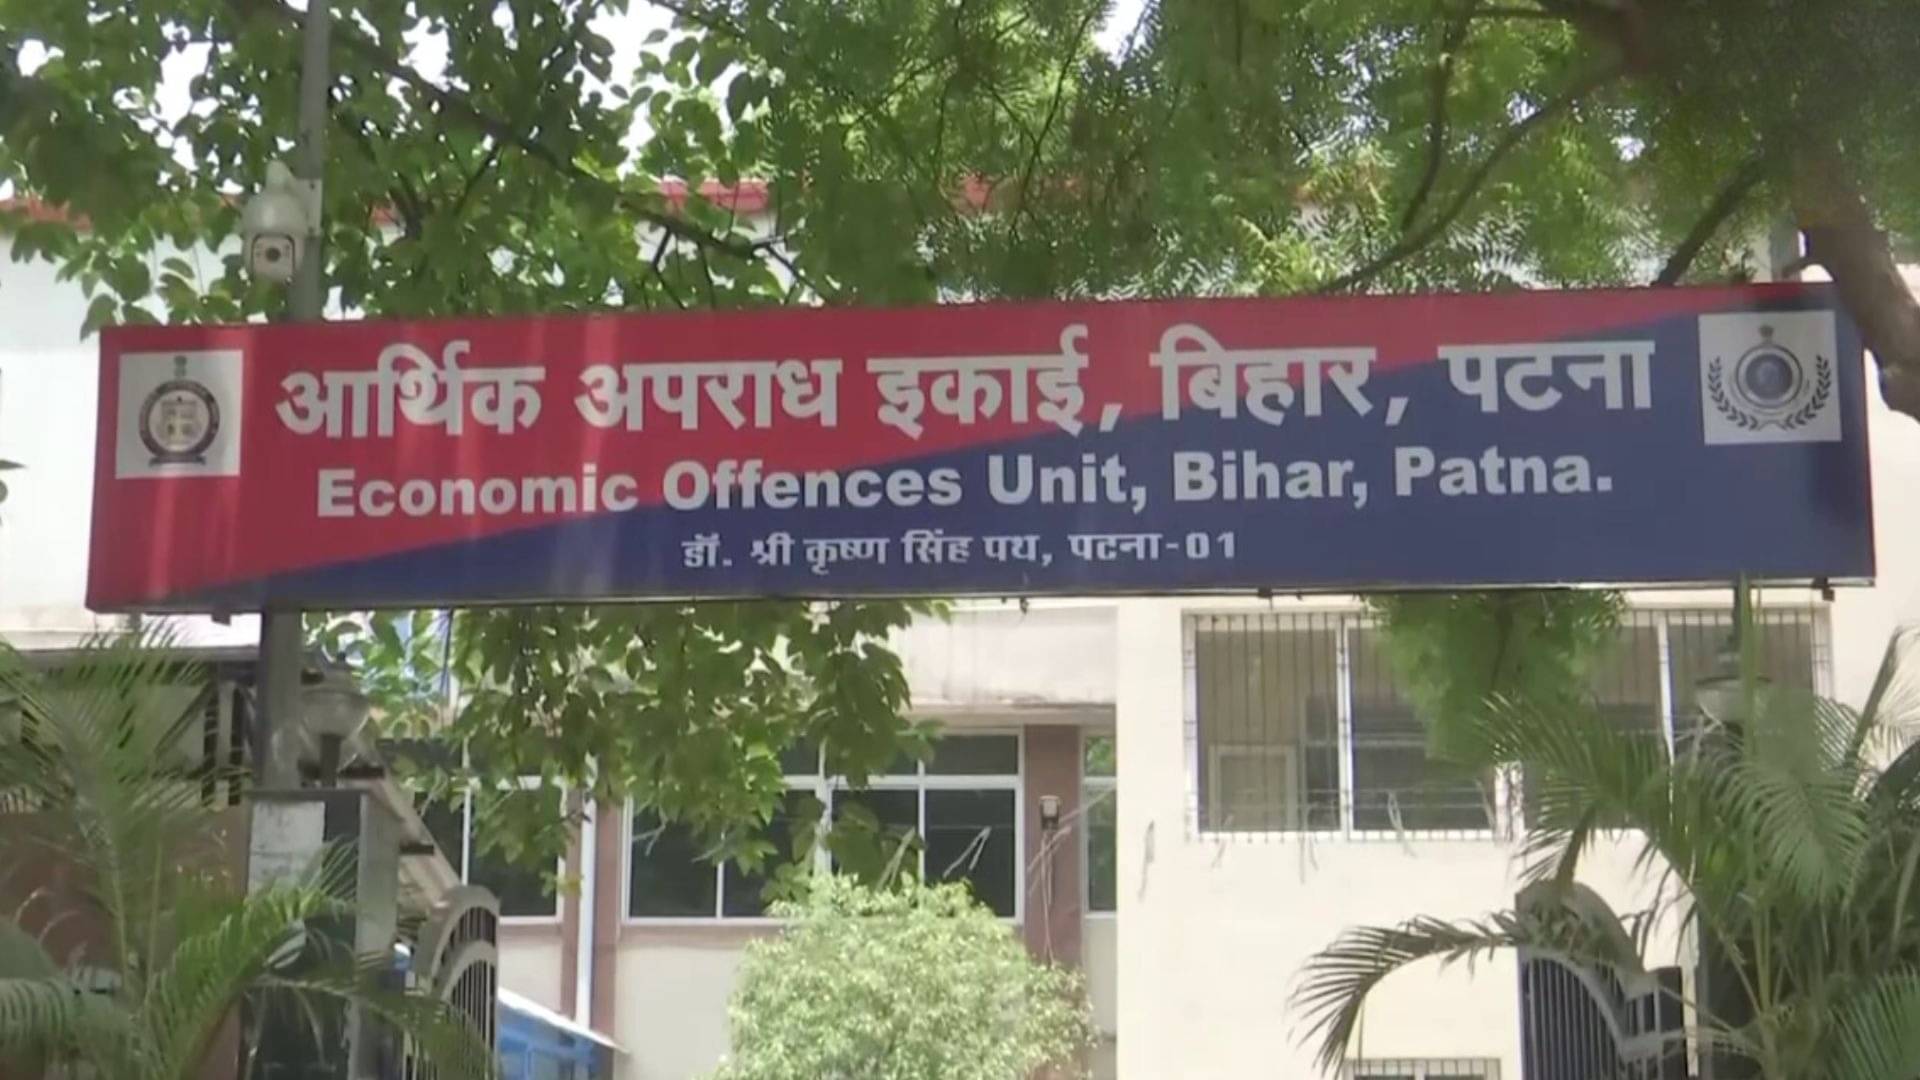 आर्थिक अपराध इकाई, बिहार, पटना
Economic Offences Unit, Bihar, Patna.
डॉ. श्री कृष्ण सिंह पथ, पटना-01